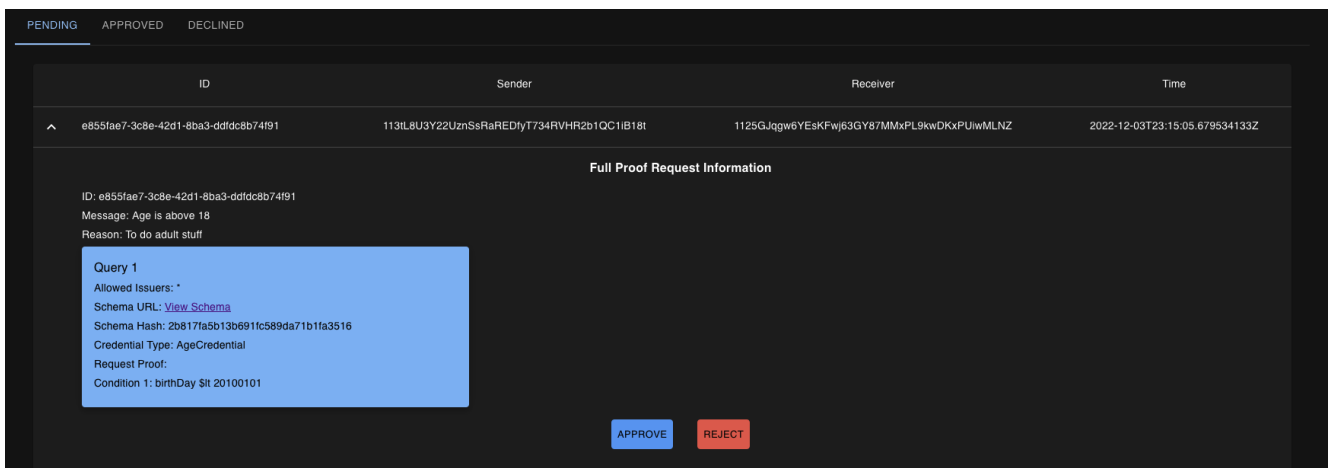 PENDING APPROVED DECLINED
ID Sender Receiver Time
e855fae7-3c8e-42d1-8ba3-ddfdc8b74f91 113tL8U3Y22UznSsRaREDfyT734RVHR2b1QC1iB18t 1125GJqgw6YEsKFwj63GY87MMxPL9kwDKxPUiwMLNZ 2022-12-03T23:15:05.679534133Z
Full Proof Request Information
ID: e855fae7-3c8e-42d1-8ba3-ddfdc8b74f91
Message: Age is above 18
Reason: To do adult stuff
Query 1
Allowed Issuers: *
Schema URL: View Schema
Schema Hash: 2b817fa5b13b691fc589da71b1fa3516
Credential Type: AgeCredential
Request Proof:
Condition 1: birthDay $lt 20100101
APPROVE REJECT